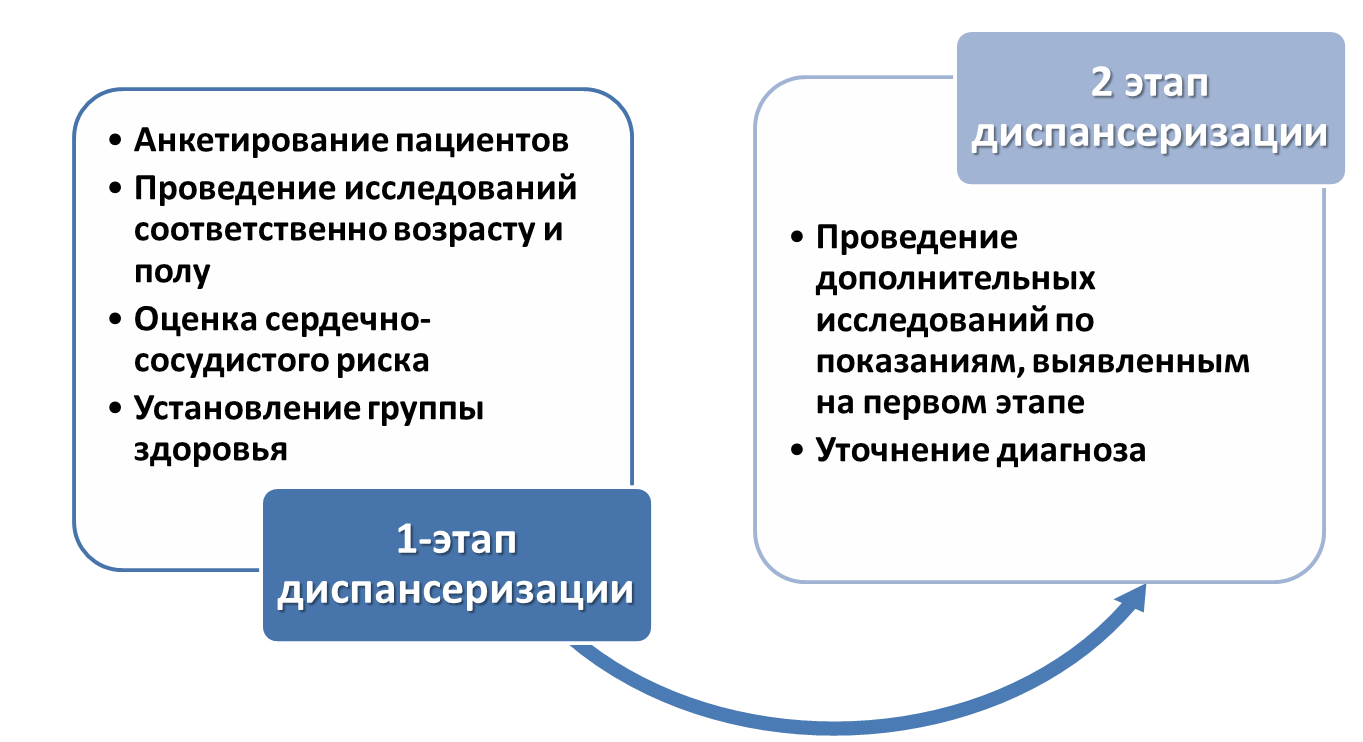 • Анкетирование пациентов
• Проведение исследований
соответственно возрасту и
полу
• Оценка сердечно-
сосудистого риска
• Установление группы
здоровья
1-этап
диспансеризации
2 этап
диспансеризации
• Проведение
дополнительных
исследований по
показаниям, выявленным
на первом этапе
• Уточнение диагноза